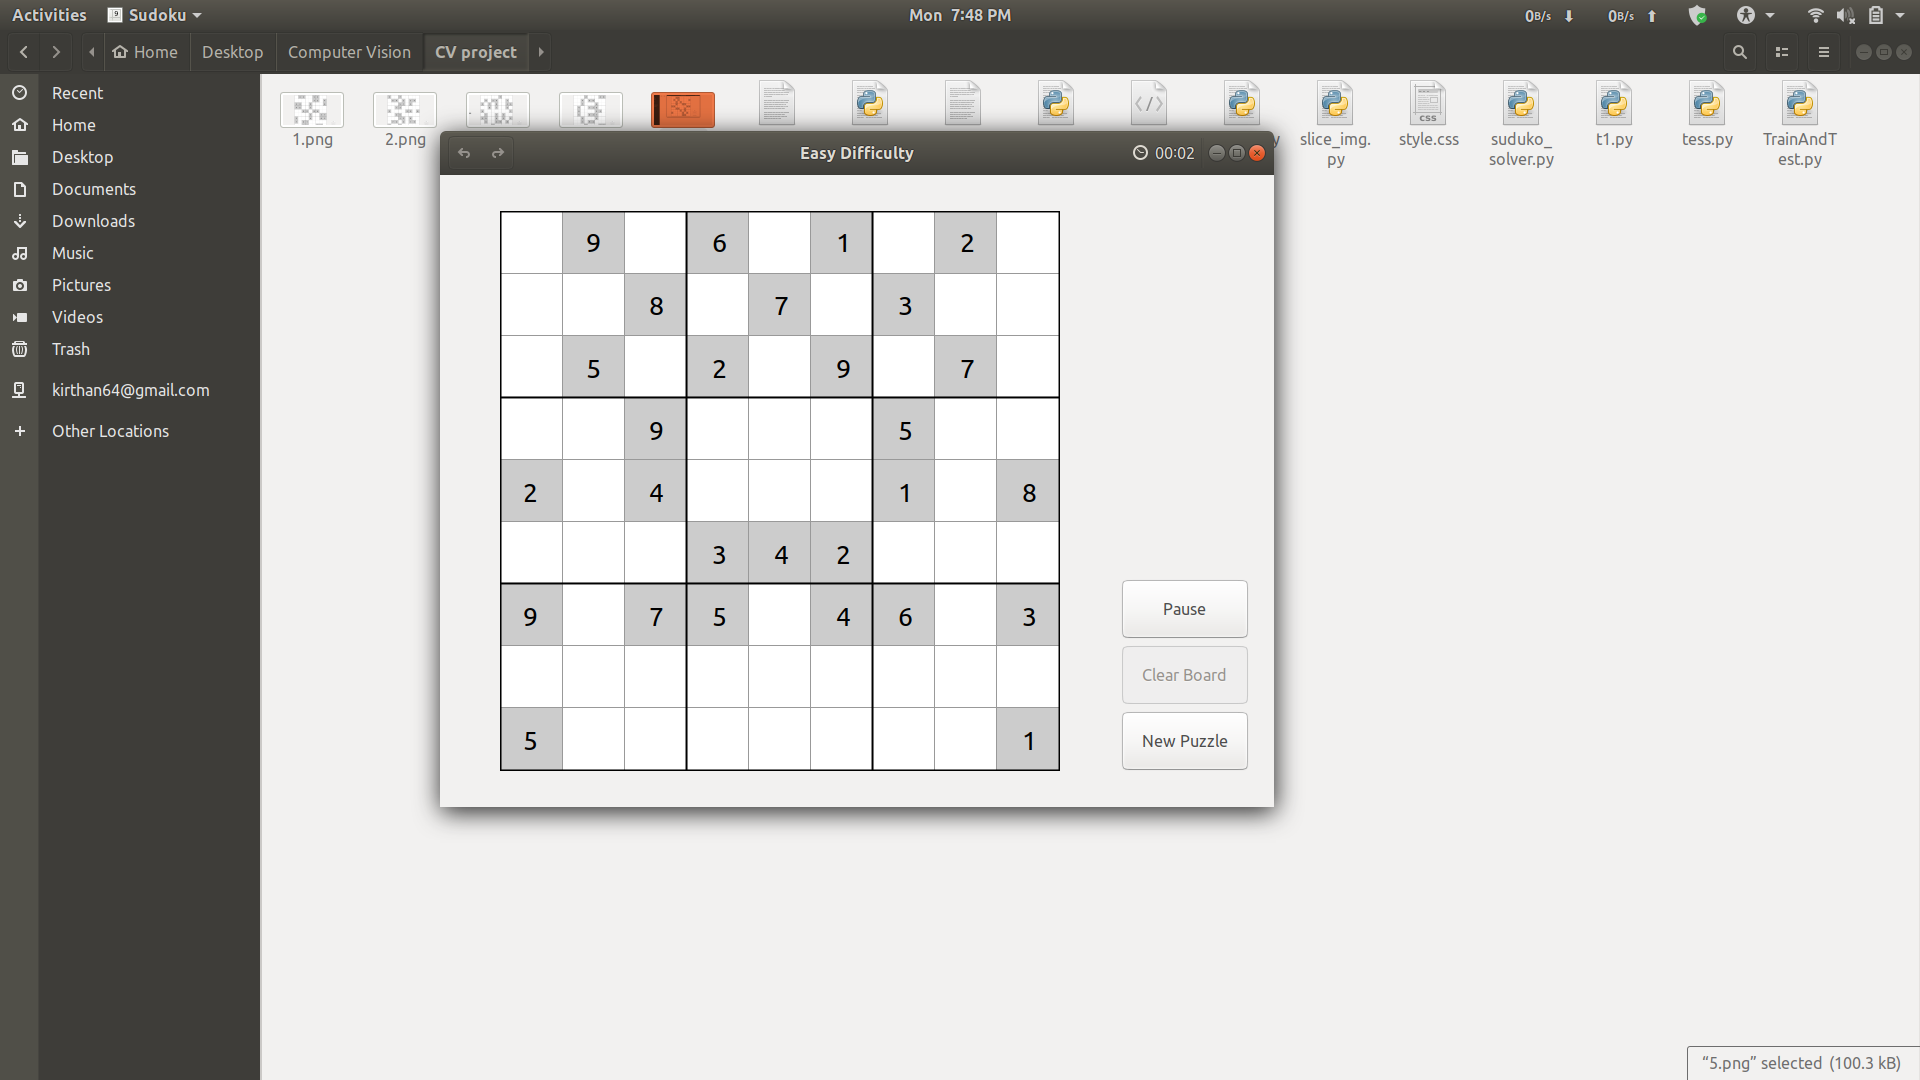 Activities Sudoku Mon 7:48 PM 0B/s 0B/s
Home Desktop Computer Vision CV project
Recent
Home
Desktop
Documents
Downloads
Music
Pictures
Videos
Trash
kirthan64@gmail.com
Other Locations
1.png 2.png slice_img.py style.css suduko_solver.py t1.py tess.py TrainAndTest.py
Easy Difficulty 00:02
9 6 1 2
8 7 3
5 2 9 7
9 5
2 4 1 8
3 4 2
9 7 5 4 6 3
5 1
Pause
Clear Board
New Puzzle
“5.png” selected (100.3 kB)